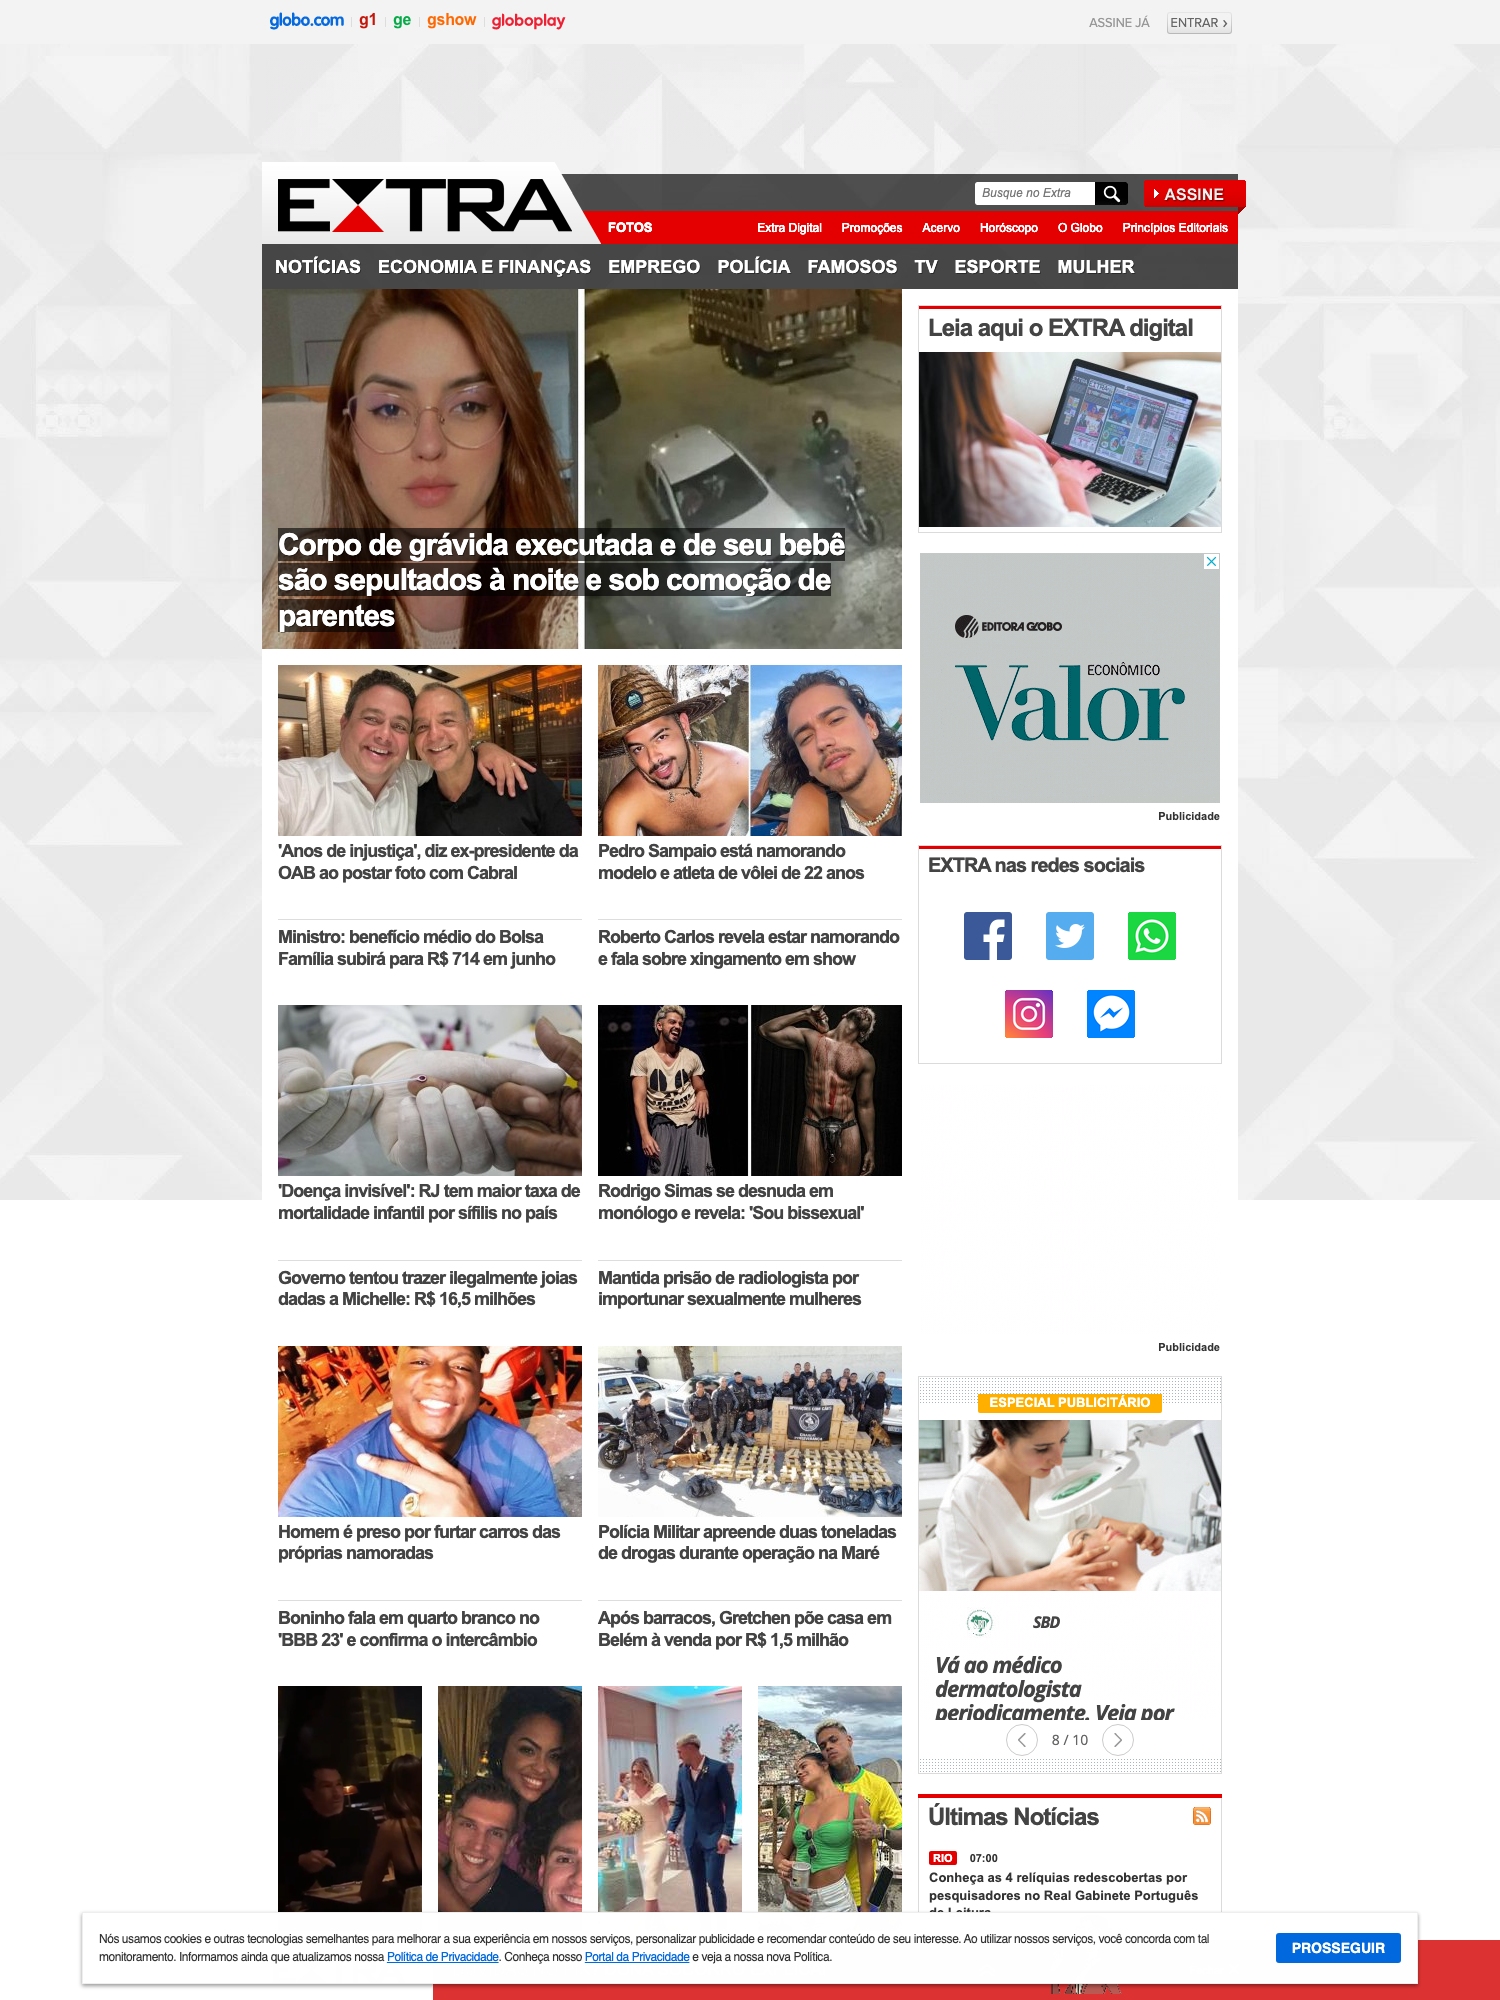 globo.com g1 ge gshow globoplay
ASSINE JÁ
ENTRAR ›
EXTRA
Busque no Extra
ASSINE
FOTOS
Extra Digital Promoções Acervo Horóscopo O Globo Princípios Editoriais
NOTÍCIAS ECONOMIA E FINANÇAS EMPREGO POLÍCIA FAMOSOS TV ESPORTE MULHER
Corpo de grávida executada e de seu bebê
são sepultados à noite e sob comoção de
parentes
'Anos de injustiça', diz ex-presidente da
OAB ao postar foto com Cabral
Pedro Sampaio está namorando
modelo e atleta de vôlei de 22 anos
Ministro: benefício médio do Bolsa
Família subirá para R$ 714 em junho
Roberto Carlos revela estar namorando
e fala sobre xingamento em show
'Doença invisível': RJ tem maior taxa de
mortalidade infantil por sífilis no país
Rodrigo Simas se desnuda em
monólogo e revela: 'Sou bissexual'
Governo tentou trazer ilegalmente joias
dadas a Michelle: R$ 16,5 milhões
Mantida prisão de radiologista por
importunar sexualmente mulheres
Homem é preso por furtar carros das
próprias namoradas
Polícia Militar apreende duas toneladas
de drogas durante operação na Maré
Boninho fala em quarto branco no
'BBB 23' e confirma o intercâmbio
Após barracos, Gretchen põe casa em
Belém à venda por R$ 1,5 milhão
Leia aqui o EXTRA digital
EDITORA GLOBO
Valor
ECONÔMICO
Publicidade
EXTRA nas redes sociais
Publicidade
ESPECIAL PUBLICITÁRIO
SBD
Vá ao médico
dermatologista
periodicamente. Veja por
8 / 10
Últimas Notícias
RIO 07:00
Conheça as 4 relíquias redescobertas por
pesquisadores no Real Gabinete Português
de Leitura
Nós usamos cookies e outras tecnologias semelhantes para melhorar a sua experiência em nossos serviços, personalizar publicidade e recomendar conteúdo de seu interesse. Ao utilizar nossos serviços, você concorda com tal
monitoramento. Informamos ainda que atualizamos nossa Política de Privacidade. Conheça nosso Portal da Privacidade e veja a nossa nova Política.
PROSSEGUIR